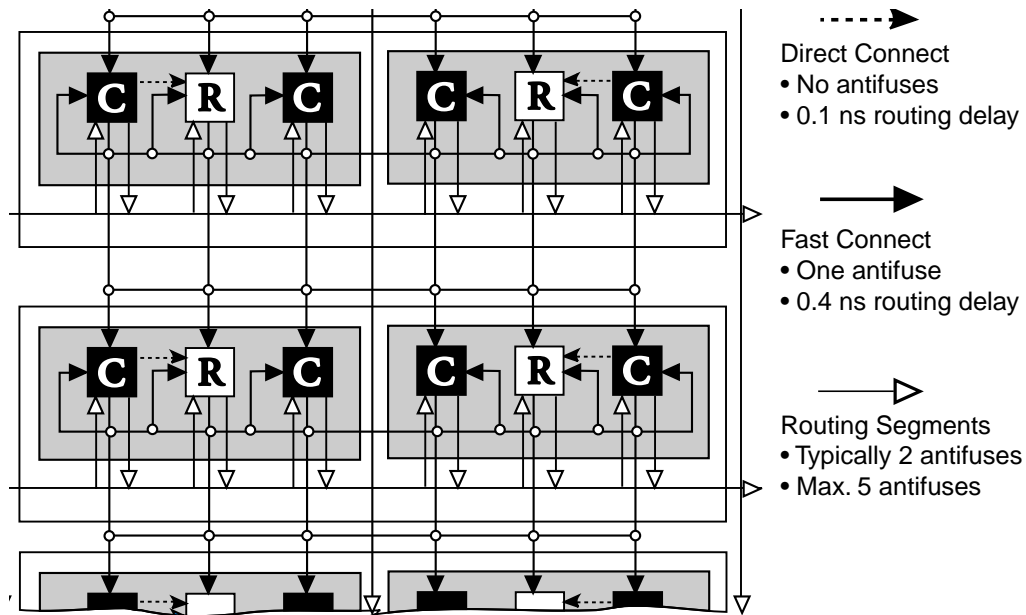 C R C C R C
Direct Connect
• No antifuses
• 0.1 ns routing delay
Fast Connect
• One antifuse
• 0.4 ns routing delay
C R C C R C
Routing Segments
• Typically 2 antifuses
• Max. 5 antifuses